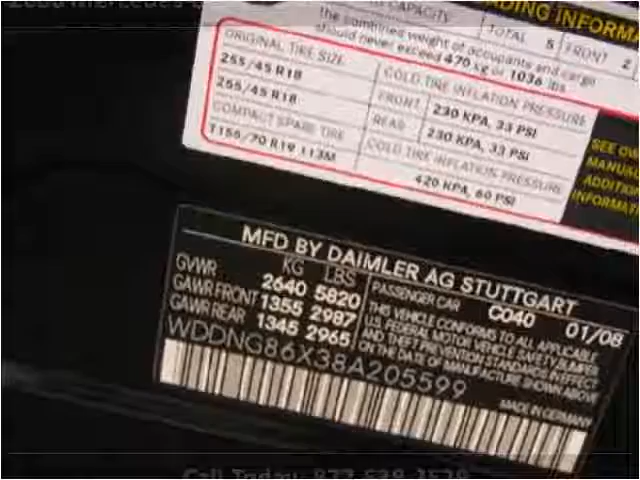 CAPACITY
DING INFORMA
TOTAL 5 FRONT 2
the combined weight of occupants and cargo
should never exceed 470 kg or 1036 lbs
ORIGINAL TIRE SIZE
255/45 R18
255/45 R18
COMPACT SPARE TIRE
T155/70 R19 113M
COLD TIRE INFLATION PRESSURE
FRONT 230 KPA, 33 PSI
REAR 230 KPA, 33 PSI
COLD TIRE INFLATION PRESSURE
420 KPA, 60 PSI
SEE OW
MANU
ADDITIO
INFORMAT
MFD BY DAIMLER AG STUTTGART
KG LBS
GVWR 2640 5820
GAWR FRONT 1355 2987
GAWR REAR 1345 2965
PASSENGER CAR C040 01/08
THIS VEHICLE CONFORMS TO ALL APPLICABLE
U.S. FEDERAL MOTOR VEHICLE SAFETY, BUMPER,
AND THEFT PREVENTION STANDARDS IN EFFECT
ON THE DATE OF MANUFACTURE SHOWN ABOVE
WDDNG86X38A205599
MADE IN GERMANY
Call Today